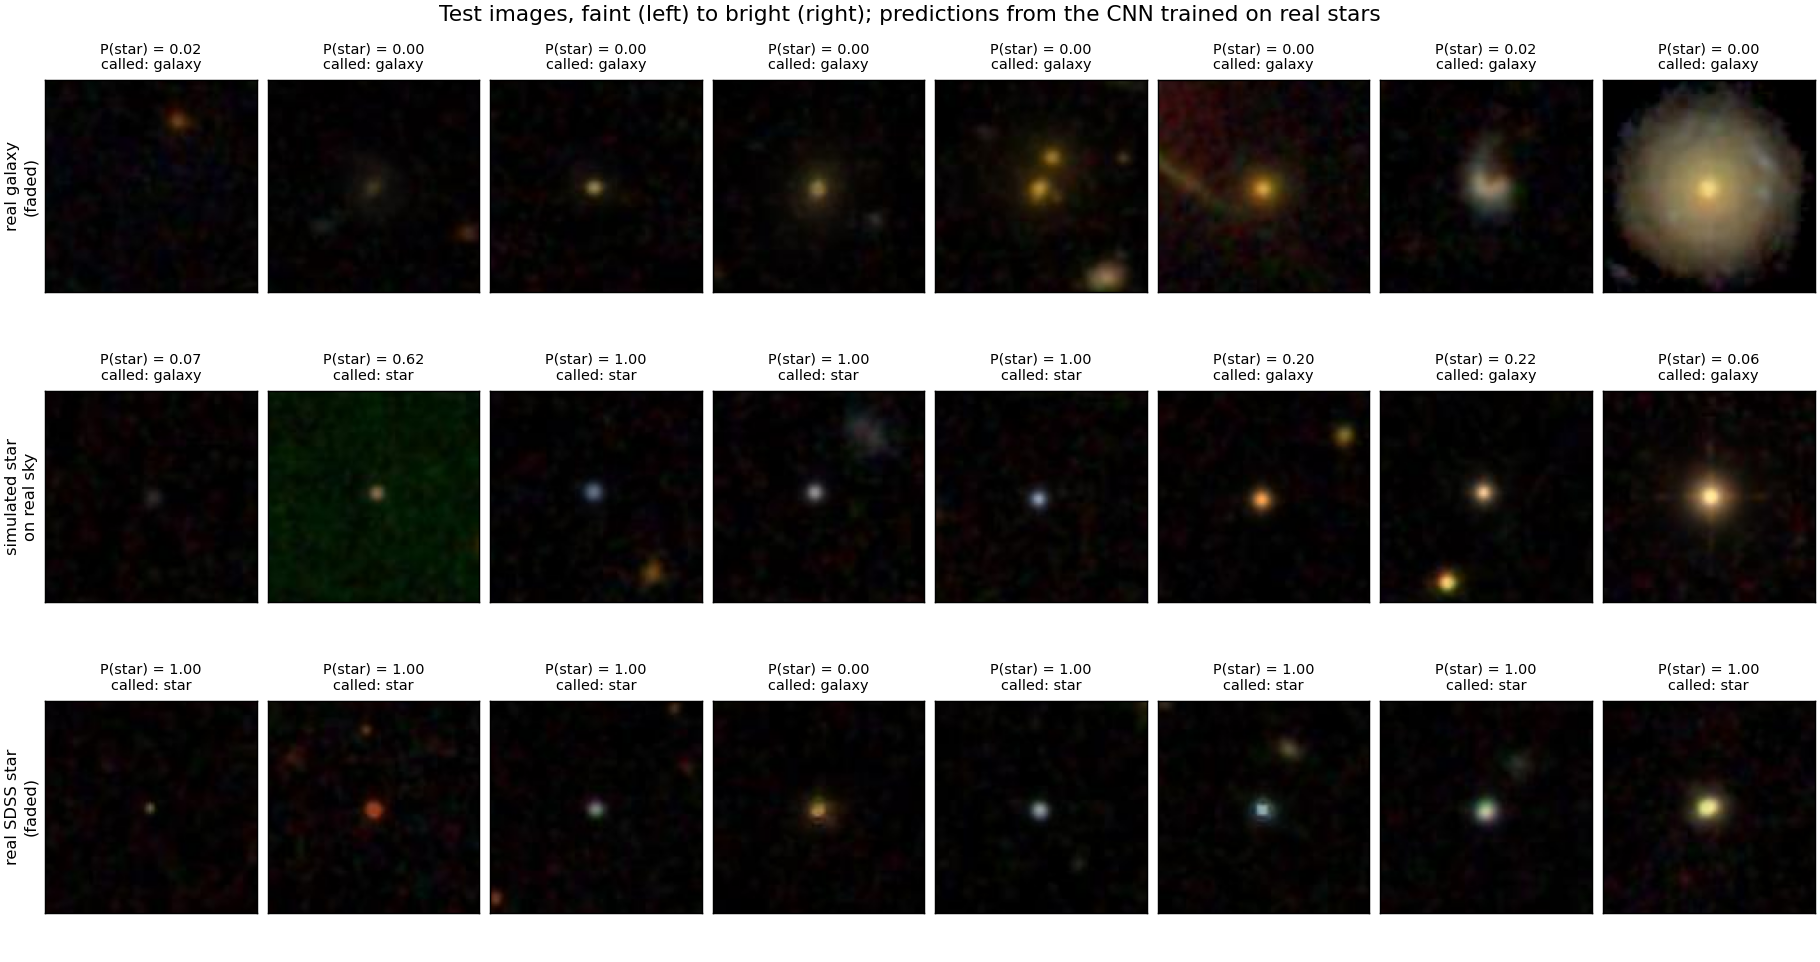 Test images, faint (left) to bright (right); predictions from the CNN trained on real stars
real galaxy
(faded)
P(star) = 0.02
called: galaxy
P(star) = 0.00
called: galaxy
P(star) = 0.00
called: galaxy
P(star) = 0.00
called: galaxy
P(star) = 0.00
called: galaxy
P(star) = 0.00
called: galaxy
P(star) = 0.02
called: galaxy
P(star) = 0.00
called: galaxy
simulated star
on real sky
P(star) = 0.07
called: galaxy
P(star) = 0.62
called: star
P(star) = 1.00
called: star
P(star) = 1.00
called: star
P(star) = 1.00
called: star
P(star) = 0.20
called: galaxy
P(star) = 0.22
called: galaxy
P(star) = 0.06
called: galaxy
real SDSS star
(faded)
P(star) = 1.00
called: star
P(star) = 1.00
called: star
P(star) = 1.00
called: star
P(star) = 0.00
called: galaxy
P(star) = 1.00
called: star
P(star) = 1.00
called: star
P(star) = 1.00
called: star
P(star) = 1.00
called: star